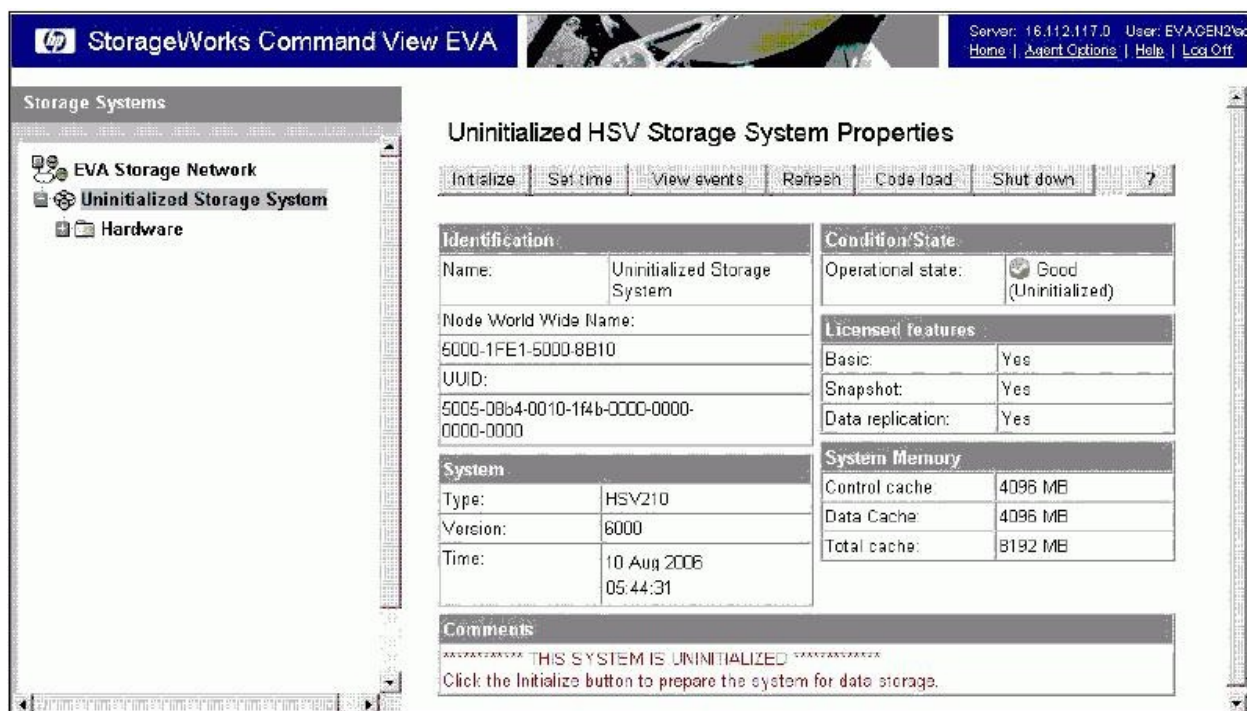 hp StorageWorks Command View EVA
Server: 16.112.117.0 User: EVAGEN2\
Home | Agent Options | Help | Log Off
Storage Systems
EVA Storage Network
Uninitialized Storage System
Hardware
Uninitialized HSV Storage System Properties
Initialize Set time View events Refresh Code load Shut down ?
Identification
Name: Uninitialized Storage
System
Node World Wide Name:
5000-1FE1-5000-8B10
UUID:
5005-08b4-0010-1f4b-0000-0000-
0000-0000
System
Type: HSV210
Version: 6000
Time: 10 Aug 2006
05:44:31
Condition/State
Operational state: Good
(Uninitialized)
Licensed features
Basic: Yes
Snapshot: Yes
Data replication: Yes
System Memory
Control cache: 4096 MB
Data Cache: 4096 MB
Total cache: 8192 MB
Comments
************ THIS SYSTEM IS UNINITIALIZED *************
Click the Initialize button to prepare the system for data storage.